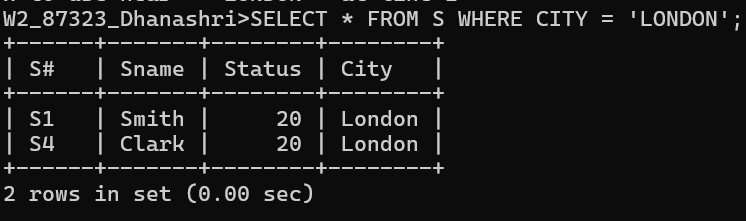 W2_87323_Dhanashri>SELECT * FROM S WHERE CITY = 'LONDON';
+------+-------+--------+--------+
| S#   | Sname | Status | City   |
+------+-------+--------+--------+
| S1   | Smith |     20 | London |
| S4   | Clark |     20 | London |
+------+-------+--------+--------+
2 rows in set (0.00 sec)